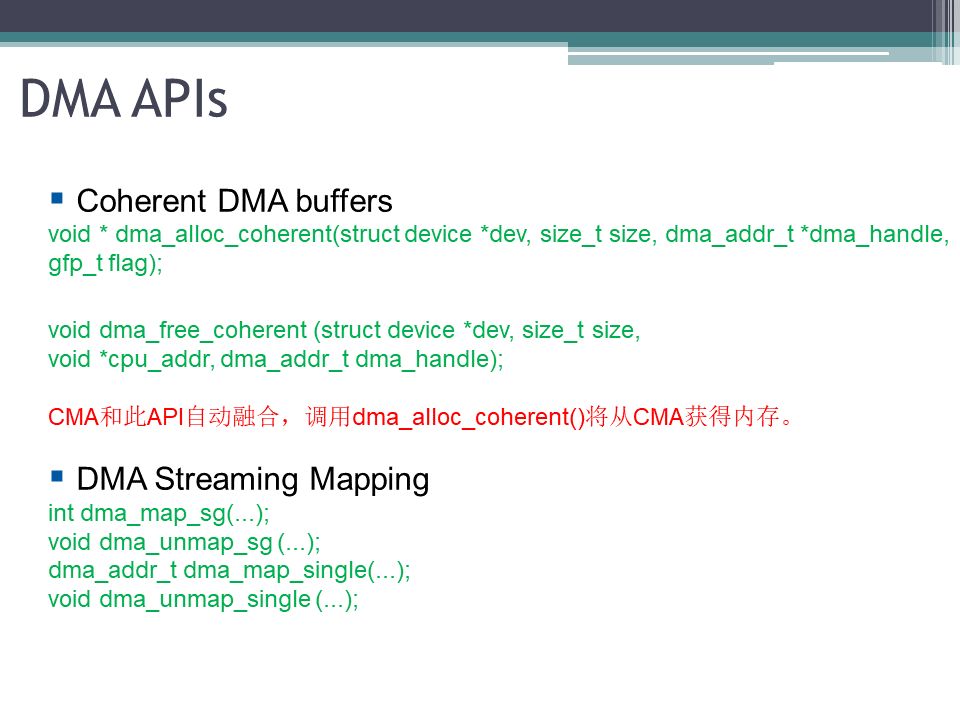 DMA APIs
Coherent DMA buffers
void * dma_alloc_coherent(struct device *dev, size_t size, dma_addr_t *dma_handle,
gfp_t flag);
void dma_free_coherent (struct device *dev, size_t size,
void *cpu_addr, dma_addr_t dma_handle);
CMA和此API自动融合，调用dma_alloc_coherent()将从CMA获得内存。
DMA Streaming Mapping
int dma_map_sg(...);
void dma_unmap_sg (...);
dma_addr_t dma_map_single(...);
void dma_unmap_single (...);